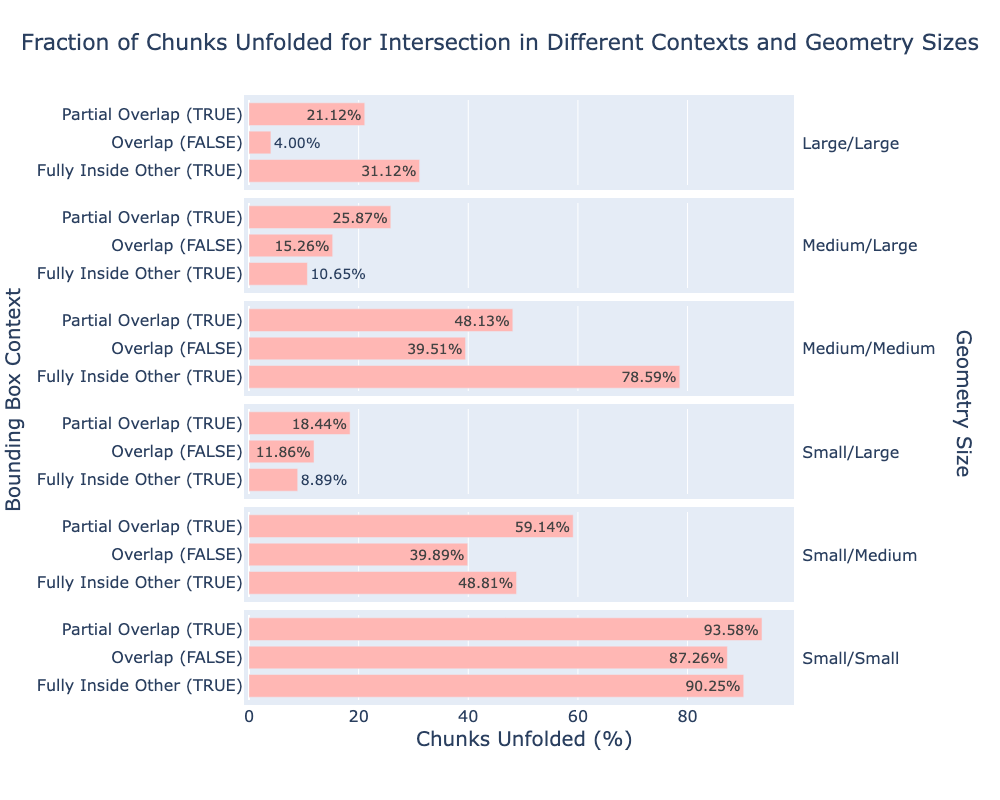 Fraction of Chunks Unfolded for Intersection in Different Contexts and Geometry Sizes
Partial Overlap (TRUE) 21.12%
Overlap (FALSE) 4.00% Large/Large
Fully Inside Other (TRUE) 31.12%
Partial Overlap (TRUE) 25.87%
Overlap (FALSE) 15.26% Medium/Large
Fully Inside Other (TRUE) 10.65%
Partial Overlap (TRUE) 48.13%
Overlap (FALSE) 39.51% Medium/Medium
Fully Inside Other (TRUE) 78.59%
Partial Overlap (TRUE) 18.44%
Overlap (FALSE) 11.86% Small/Large
Fully Inside Other (TRUE) 8.89%
Partial Overlap (TRUE) 59.14%
Overlap (FALSE) 39.89% Small/Medium
Fully Inside Other (TRUE) 48.81%
Partial Overlap (TRUE) 93.58%
Overlap (FALSE) 87.26% Small/Small
Fully Inside Other (TRUE) 90.25%
0 20 40 60 80
Chunks Unfolded (%)
Bounding Box Context
Geometry Size